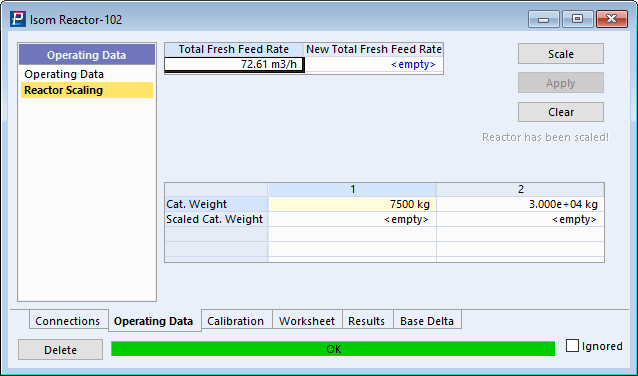 Isom Reactor-102
Operating Data
Operating Data
Reactor Scaling
Total Fresh Feed Rate New Total Fresh Feed Rate
72.61 m3/h <empty>
Scale
Apply
Clear
Reactor has been scaled!
1 2
Cat. Weight 7500 kg 3.000e+04 kg
Scaled Cat. Weight <empty> <empty>
Connections Operating Data Calibration Worksheet Results Base Delta
Delete OK Ignored